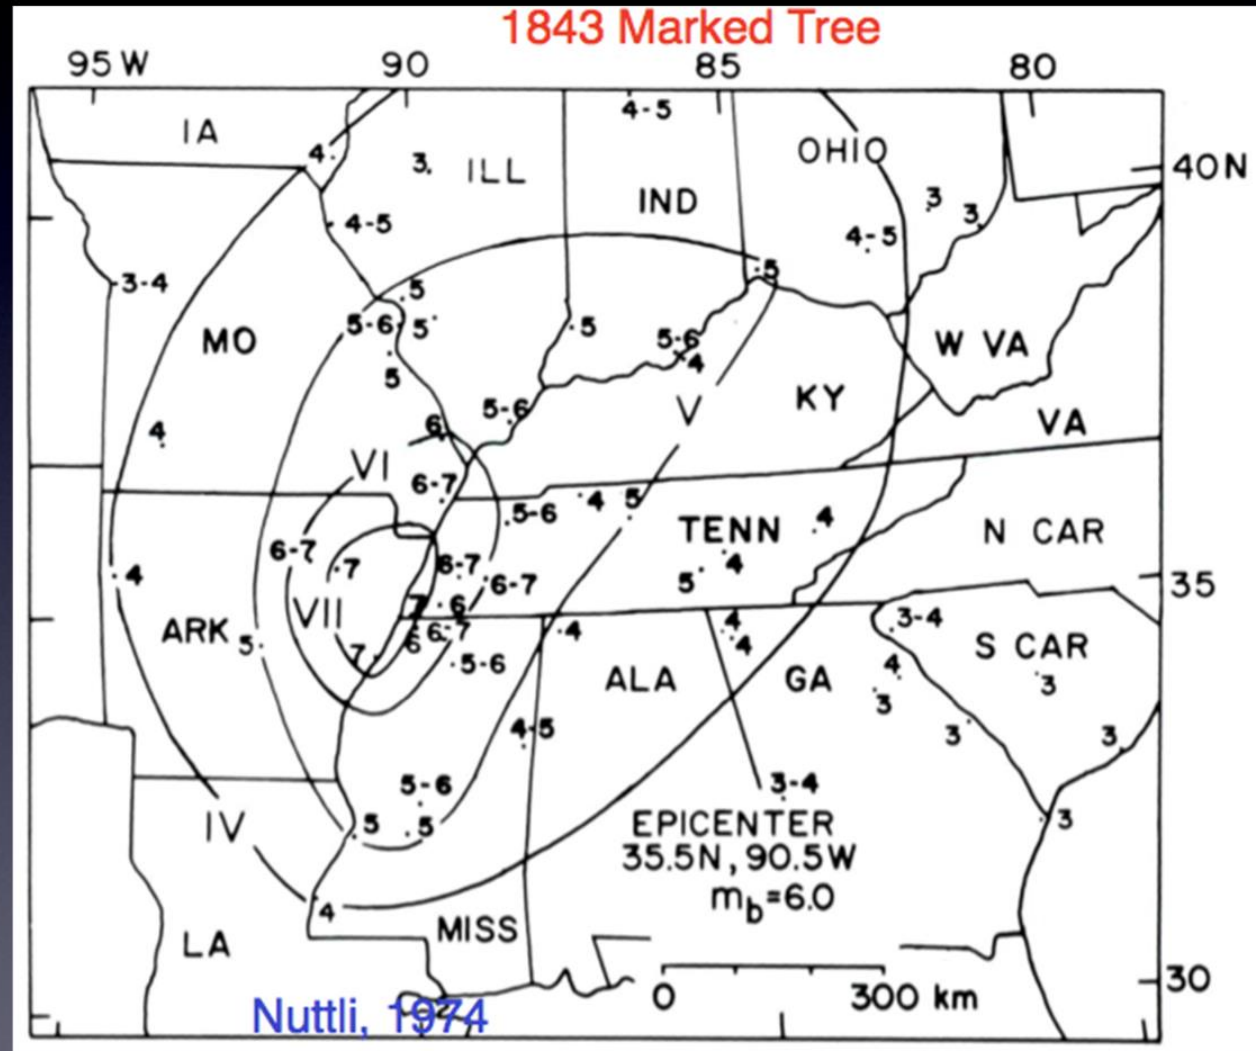 1843 Marked Tree
95 W 90 85 80
4-5
IA OHIO
4. 3. ILL 40N
IND 3 3
4-5 4-5
5
3-4 5
5-6 5 5 5-6
MO 4 W VA
5
5-6 V KY
4 6 VA
VI 6-7
5-6 4 5 4 N CAR
TENN
6-7 7 6-7 4
4 6-7 5 35
7 6
VII 4 3-4
ARK 5 6 6-7 4 4 S CAR
7 5-6 ALA GA 4 3
3
4-5 3 3
5-6 3-4
IV 5 5 EPICENTER 3
35.5N, 90.5W
mb=6.0
4
LA MISS
30
0 300 km
Nuttli, 1974